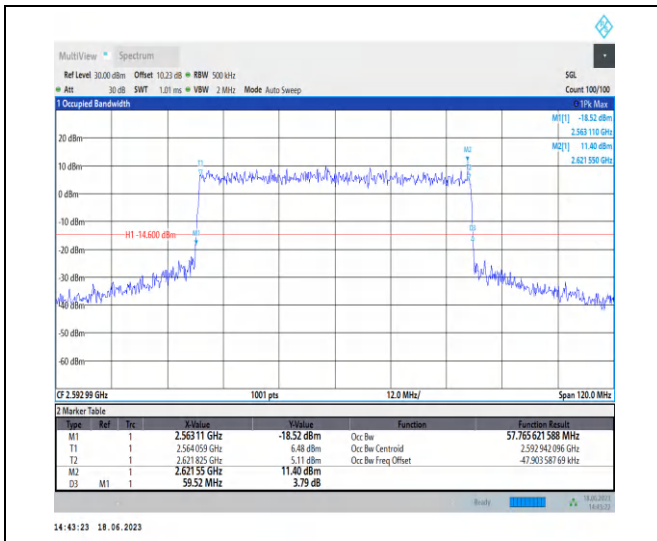 MultiView Spectrum
Ref Level 30.00 dBm Offset 10.23 dB RBW 500 kHz SGL
Att 30 dB SWT 1.01 ms VBW 2 MHz Mode Auto Sweep Count 100/100
1 Occupied Bandwidth 1Pk Max
M1[1] -18.52 dBm
2.563 110 GHz
M2[1] 11.40 dBm
2.621 550 GHz
20 dBm
M2
T1
10 dBm
0 dBm
-10 dBm
H1 -14.600 dBm
M1
D3
-20 dBm
-30 dBm
-40 dBm
-50 dBm
-60 dBm
CF 2.592 99 GHz 1001 pts 12.0 MHz/ Span 120.0 MHz
2 Marker Table
Type Ref Trc X-Value Y-Value Function Function Result
M1 1 2.563 11 GHz -18.52 dBm Occ Bw 57.765 621 588 MHz
T1 1 2.564 059 GHz 6.48 dBm Occ Bw Centroid 2.592 942 096 GHz
T2 1 2.621 825 GHz 5.11 dBm Occ Bw Freq Offset -47.903 587 69 kHz
M2 1 2.621 55 GHz 11.40 dBm
D3 M1 1 59.52 MHz 3.79 dB
Ready 18.06.2023
14:43:23 18.06.2023